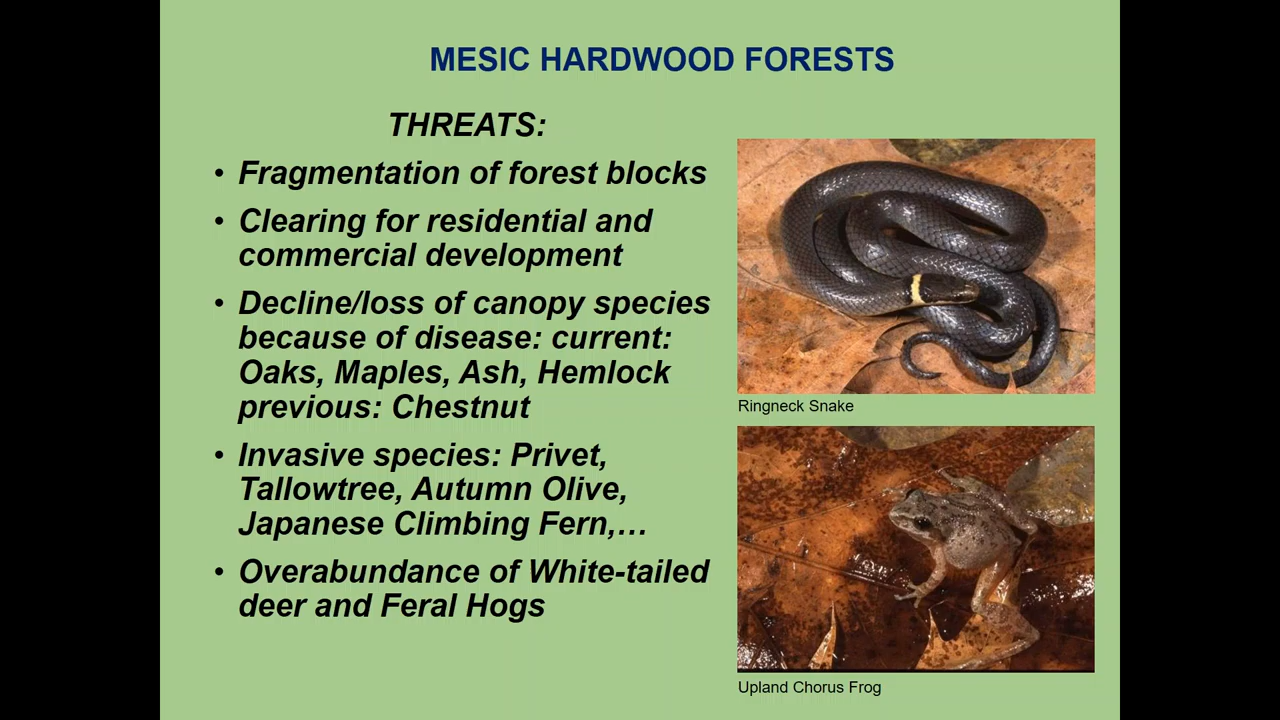 MESIC HARDWOOD FORESTS
THREATS:
• Fragmentation of forest blocks
• Clearing for residential and
commercial development
• Decline/loss of canopy species
because of disease: current:
Oaks, Maples, Ash, Hemlock
previous: Chestnut
• Invasive species: Privet,
Tallowtree, Autumn Olive,
Japanese Climbing Fern,…
• Overabundance of White-tailed
deer and Feral Hogs
Ringneck Snake
Upland Chorus Frog